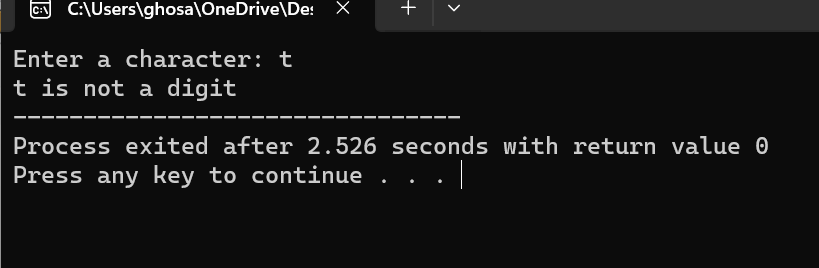 C:\Users\ghosa\OneDrive\Des
Enter a character: t
t is not a digit
--------------------------------
Process exited after 2.526 seconds with return value 0
Press any key to continue . . .